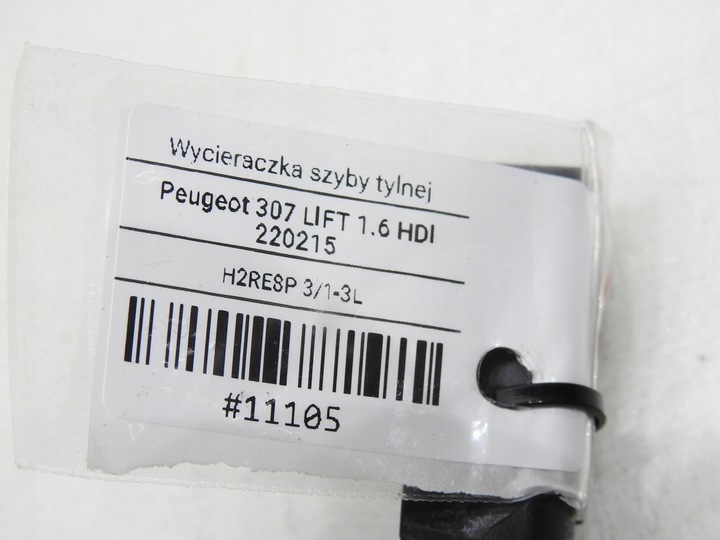 Wycieraczka szyby tylnej
Peugeot 307 LIFT 1.6 HDI
220215
H2RESP 3/1-3L
#11105